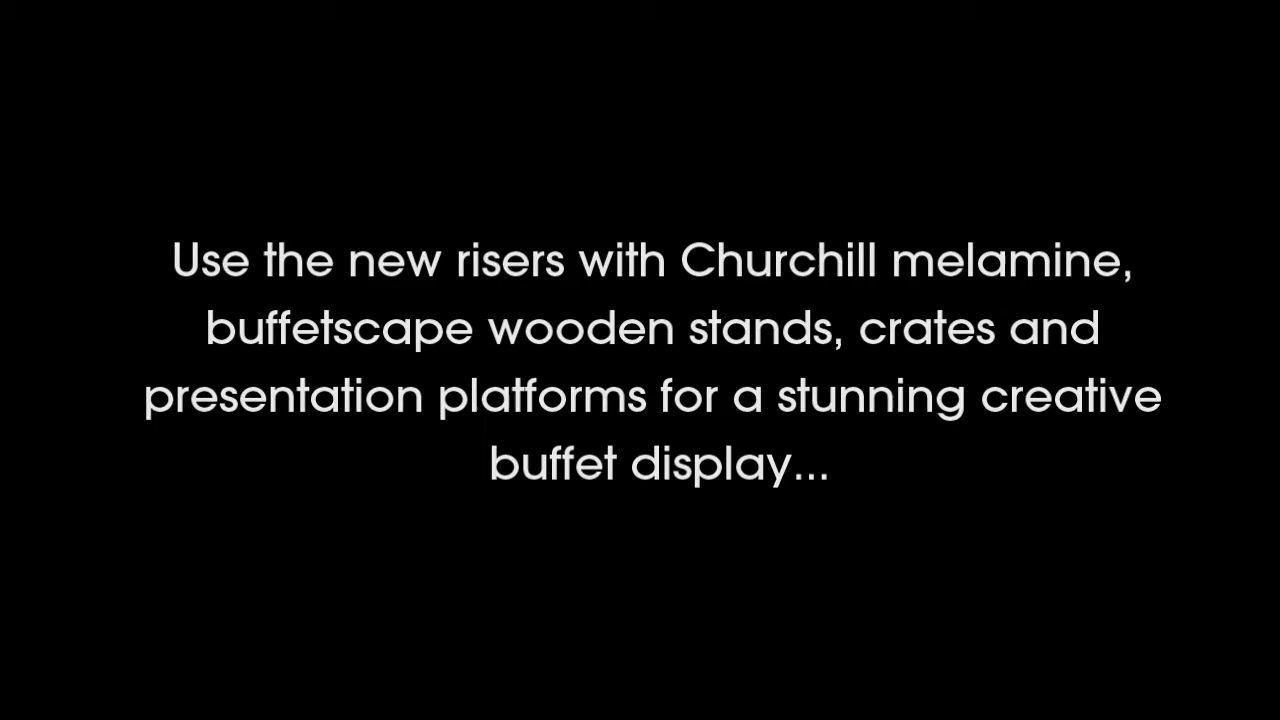 Use the new risers with Churchill melamine,
buffetscape wooden stands, crates and
presentation platforms for a stunning creative
buffet display...